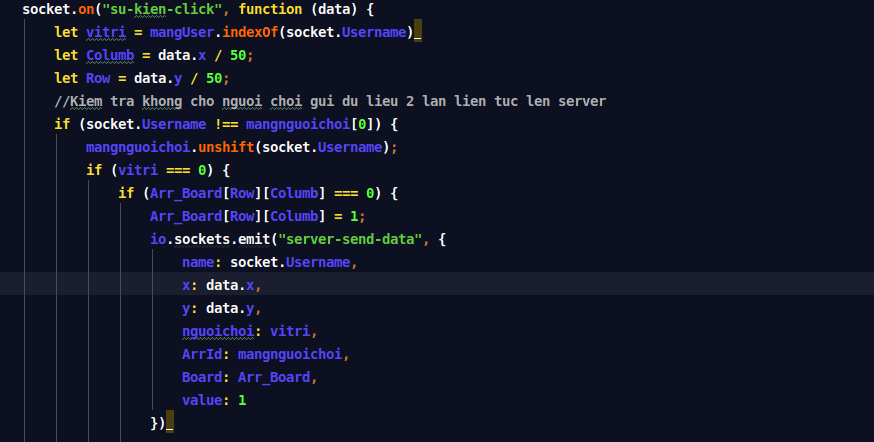 socket.on("su-kien-click", function (data) {
let vitri = mangUser.indexOf(socket.Username)
let Columb = data.x / 50;
let Row = data.y / 50;
//Kiem tra khong cho nguoi choi gui du lieu 2 lan lien tuc len server
if (socket.Username !== mangnguoichoi[0]) {
mangnguoichoi.unshift(socket.Username);
if (vitri === 0) {
if (Arr_Board[Row][Columb] === 0) {
Arr_Board[Row][Columb] = 1;
io.sockets.emit("server-send-data", {
name: socket.Username,
x: data.x,
y: data.y,
nguoichoi: vitri,
ArrId: mangnguoichoi,
Board: Arr_Board,
value: 1
})